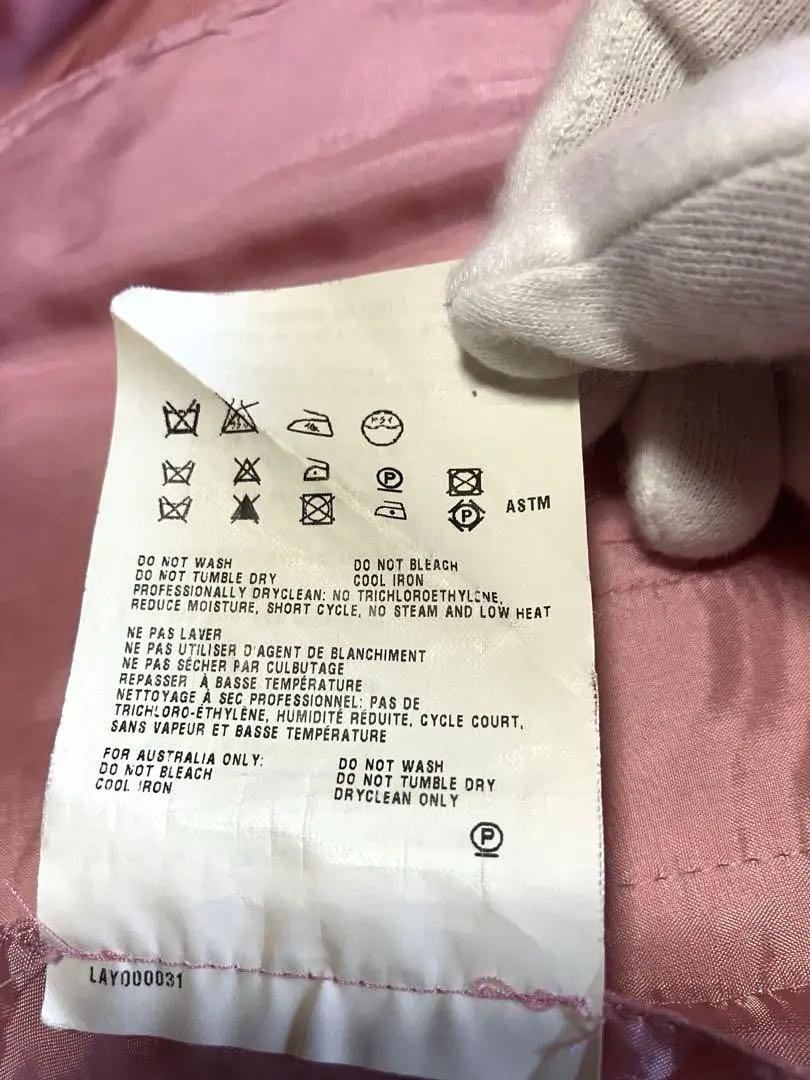 ASTM
DO NOT WASH DO NOT BLEACH
DO NOT TUMBLE DRY COOL IRON
PROFESSIONALLY DRYCLEAN: NO TRICHLOROETHYLENE,
REDUCE MOISTURE, SHORT CYCLE, NO STEAM AND LOW HEAT
NE PAS LAVER
NE PAS UTILISER D'AGENT DE BLANCHIMENT
NE PAS SÉCHER PAR CULBUTAGE
REPASSER À BASSE TEMPÉRATURE
NETTOYAGE À SEC PROFESSIONNEL: PAS DE
TRICHLORO-ÉTHYLÈNE, HUMIDITÉ RÉDUITE, CYCLE COURT,
SANS VAPEUR ET BASSE TEMPÉRATURE
FOR AUSTRALIA ONLY: DO NOT WASH
DO NOT BLEACH DO NOT TUMBLE DRY
COOL IRON DRYCLEAN ONLY
P
LAY000031